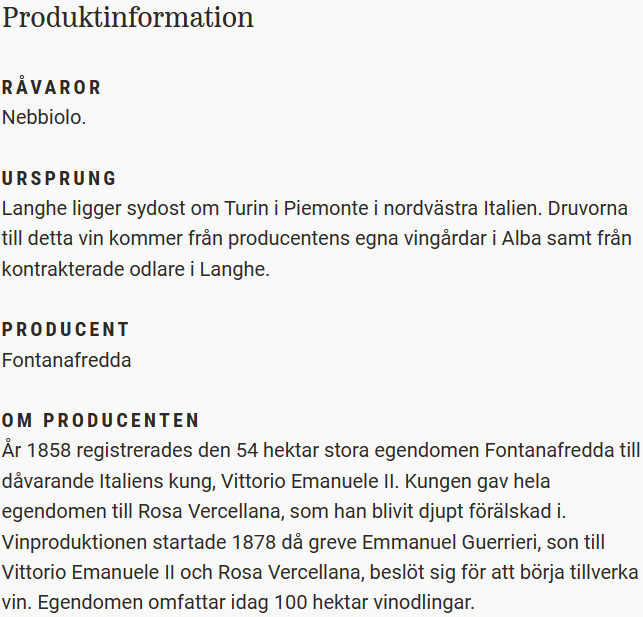 Produktinformation
RÅVAROR
Nebbiolo.
URSPRUNG
Langhe ligger sydost om Turin i Piemonte i nordvästra Italien. Druvorna
till detta vin kommer från producentens egna vingårdar i Alba samt från
kontrakterade odlare i Langhe.
PRODUCENT
Fontanafredda
OM PRODUCENTEN
År 1858 registrerades den 54 hektar stora egendomen Fontanafredda till
dåvarande Italiens kung, Vittorio Emanuele II. Kungen gav hela
egendomen till Rosa Vercellana, som han blivit djupt förälskad i.
Vinproduktionen startade 1878 då greve Emmanuel Guerrieri, son till
Vittorio Emanuele II och Rosa Vercellana, beslöt sig för att börja tillverka
vin. Egendomen omfattar idag 100 hektar vinodlingar.